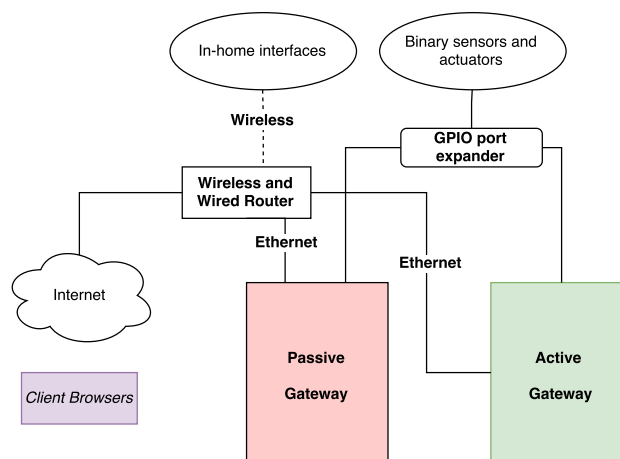 In-home interfaces
Binary sensors and
actuators
Wireless
GPIO port
expander
Wireless and
Wired Router
Ethernet
Ethernet
Internet
Passive
Gateway
Active
Gateway
Client Browsers